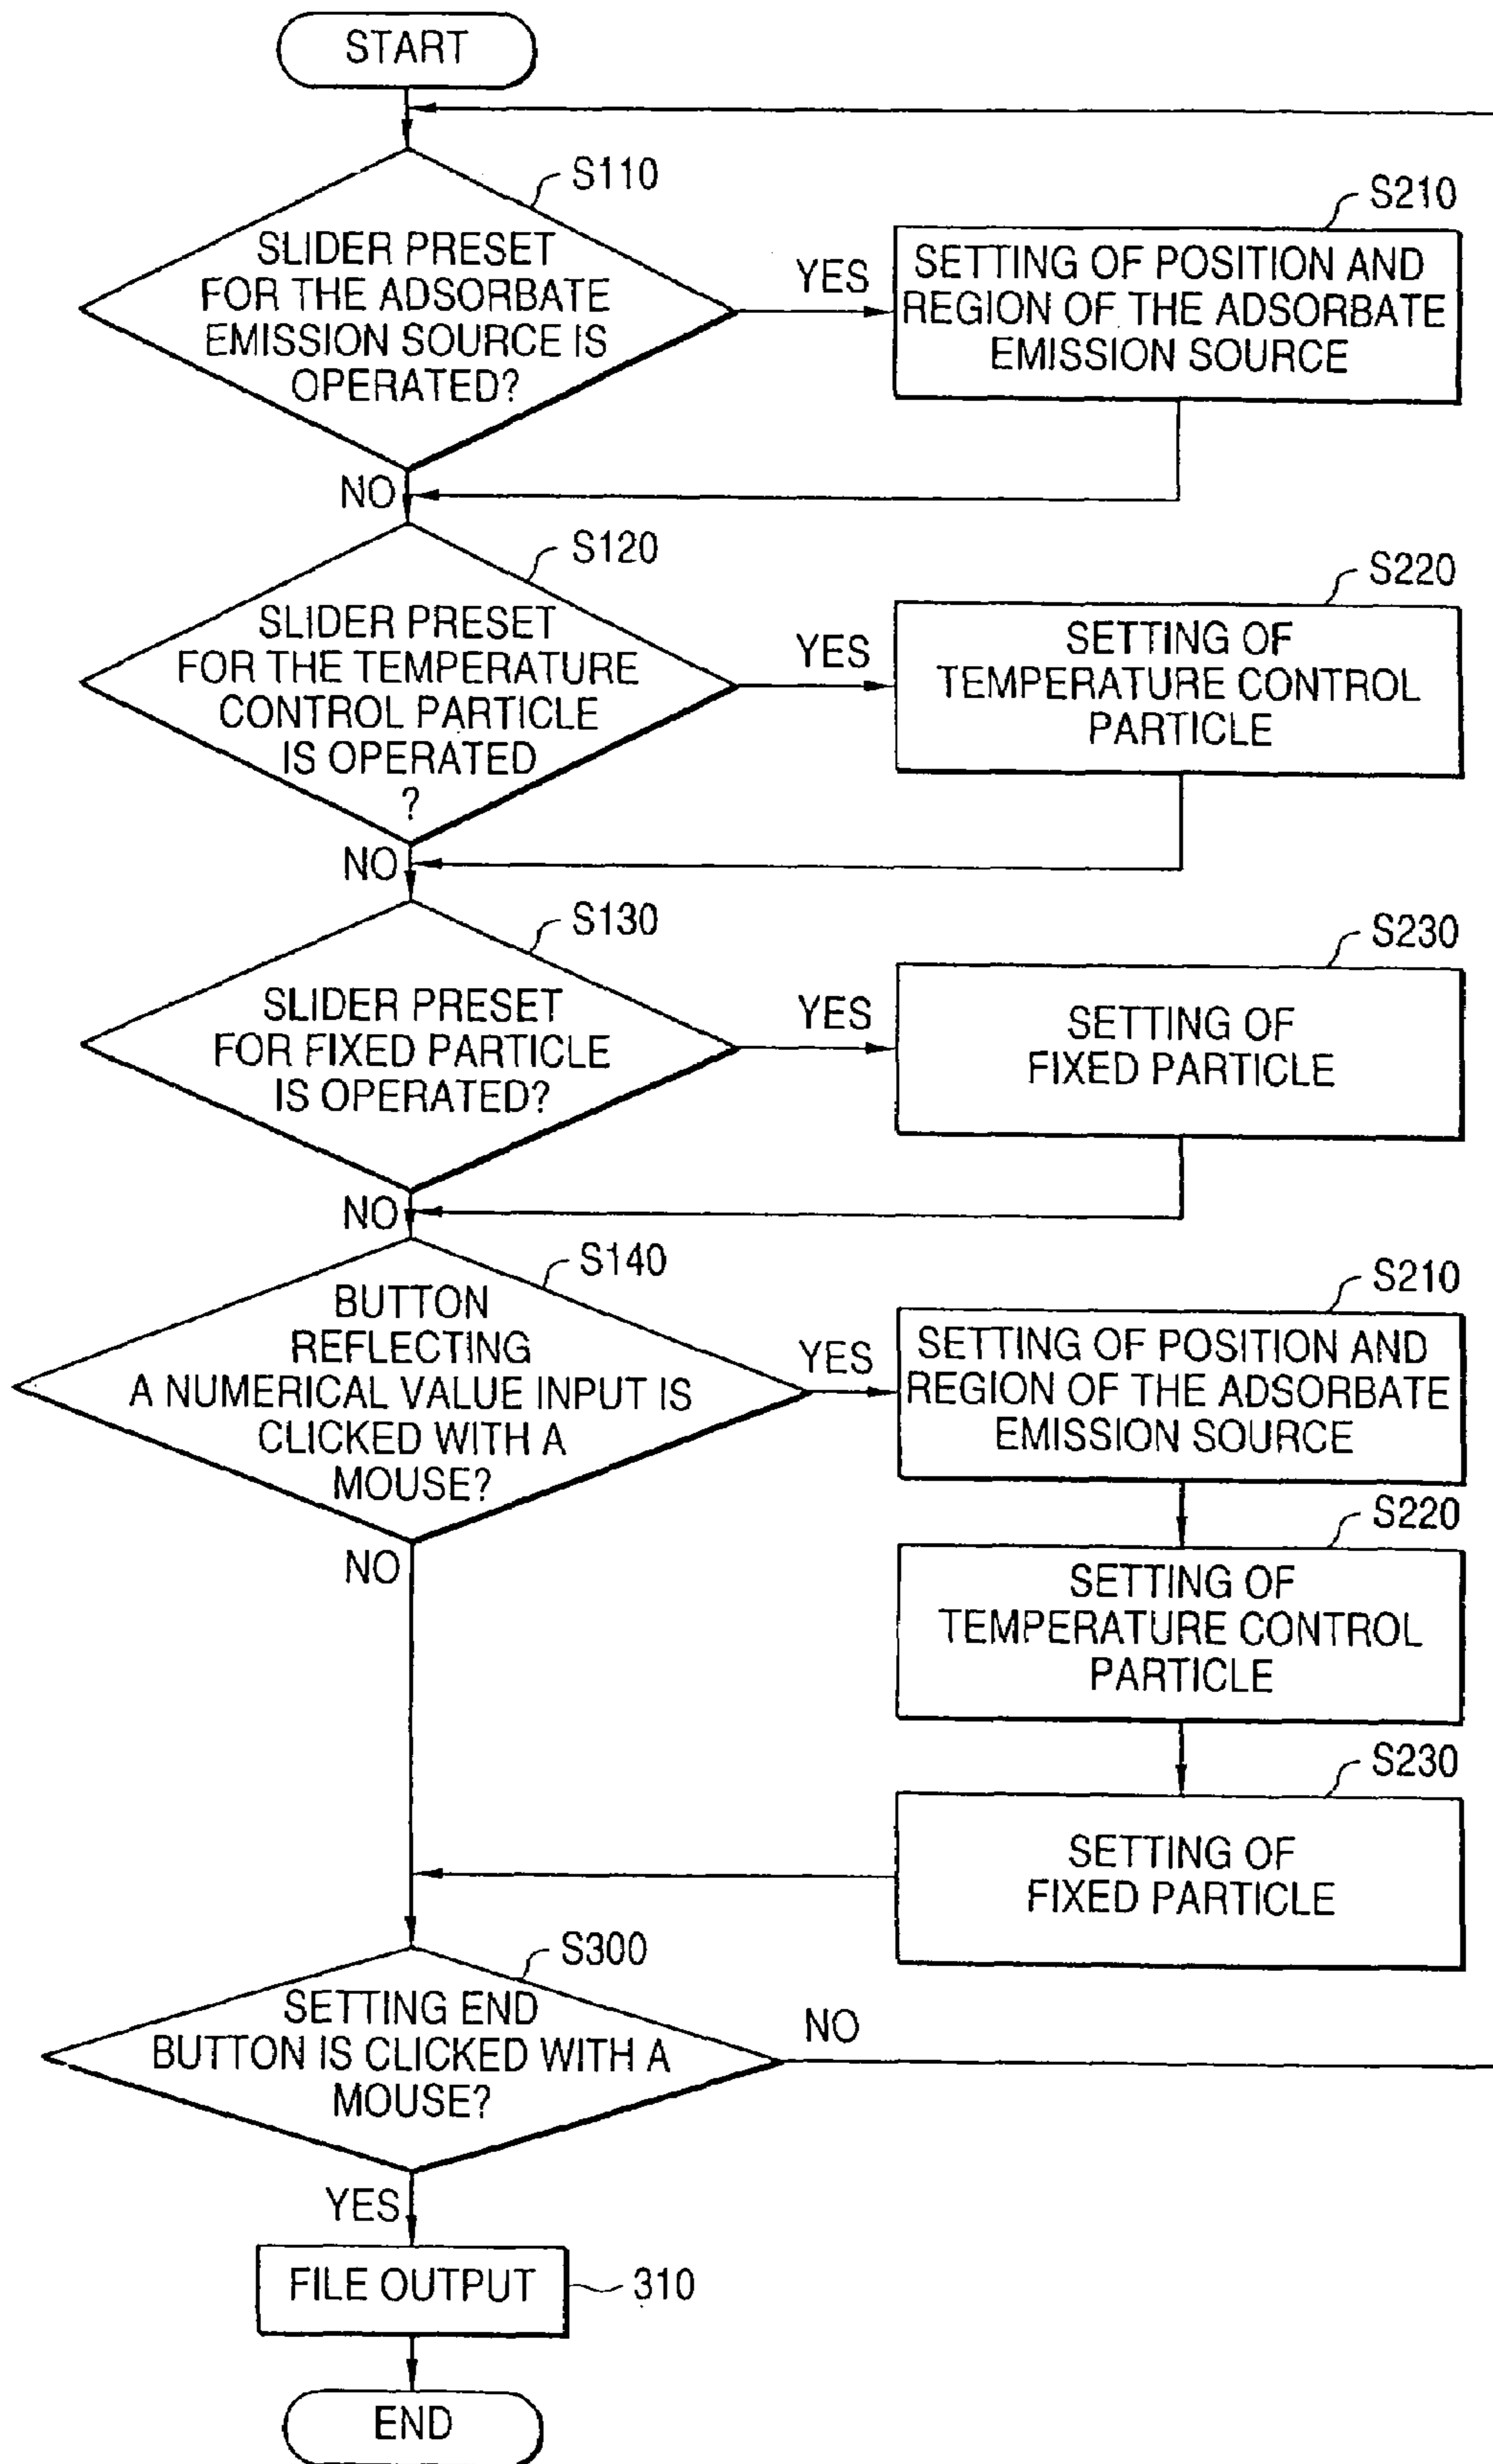 START
S110
SLIDER PRESET
FOR THE ADSORBATE
EMISSION SOURCE IS
OPERATED?
YES
S210
SETTING OF POSITION AND
REGION OF THE ADSORBATE
EMISSION SOURCE
NO
S120
SLIDER PRESET
FOR THE TEMPERATURE
CONTROL PARTICLE
IS OPERATED
?
YES
S220
SETTING OF
TEMPERATURE CONTROL
PARTICLE
NO
S130
SLIDER PRESET
FOR FIXED PARTICLE
IS OPERATED?
YES
S230
SETTING OF
FIXED PARTICLE
NO
S140
BUTTON
REFLECTING
A NUMERICAL VALUE INPUT IS
CLICKED WITH A
MOUSE?
YES
S210
SETTING OF POSITION AND
REGION OF THE ADSORBATE
EMISSION SOURCE
S220
SETTING OF
TEMPERATURE CONTROL
PARTICLE
S230
SETTING OF
FIXED PARTICLE
NO
S300
SETTING END
BUTTON IS CLICKED WITH A
MOUSE?
NO
YES
FILE OUTPUT
310
END